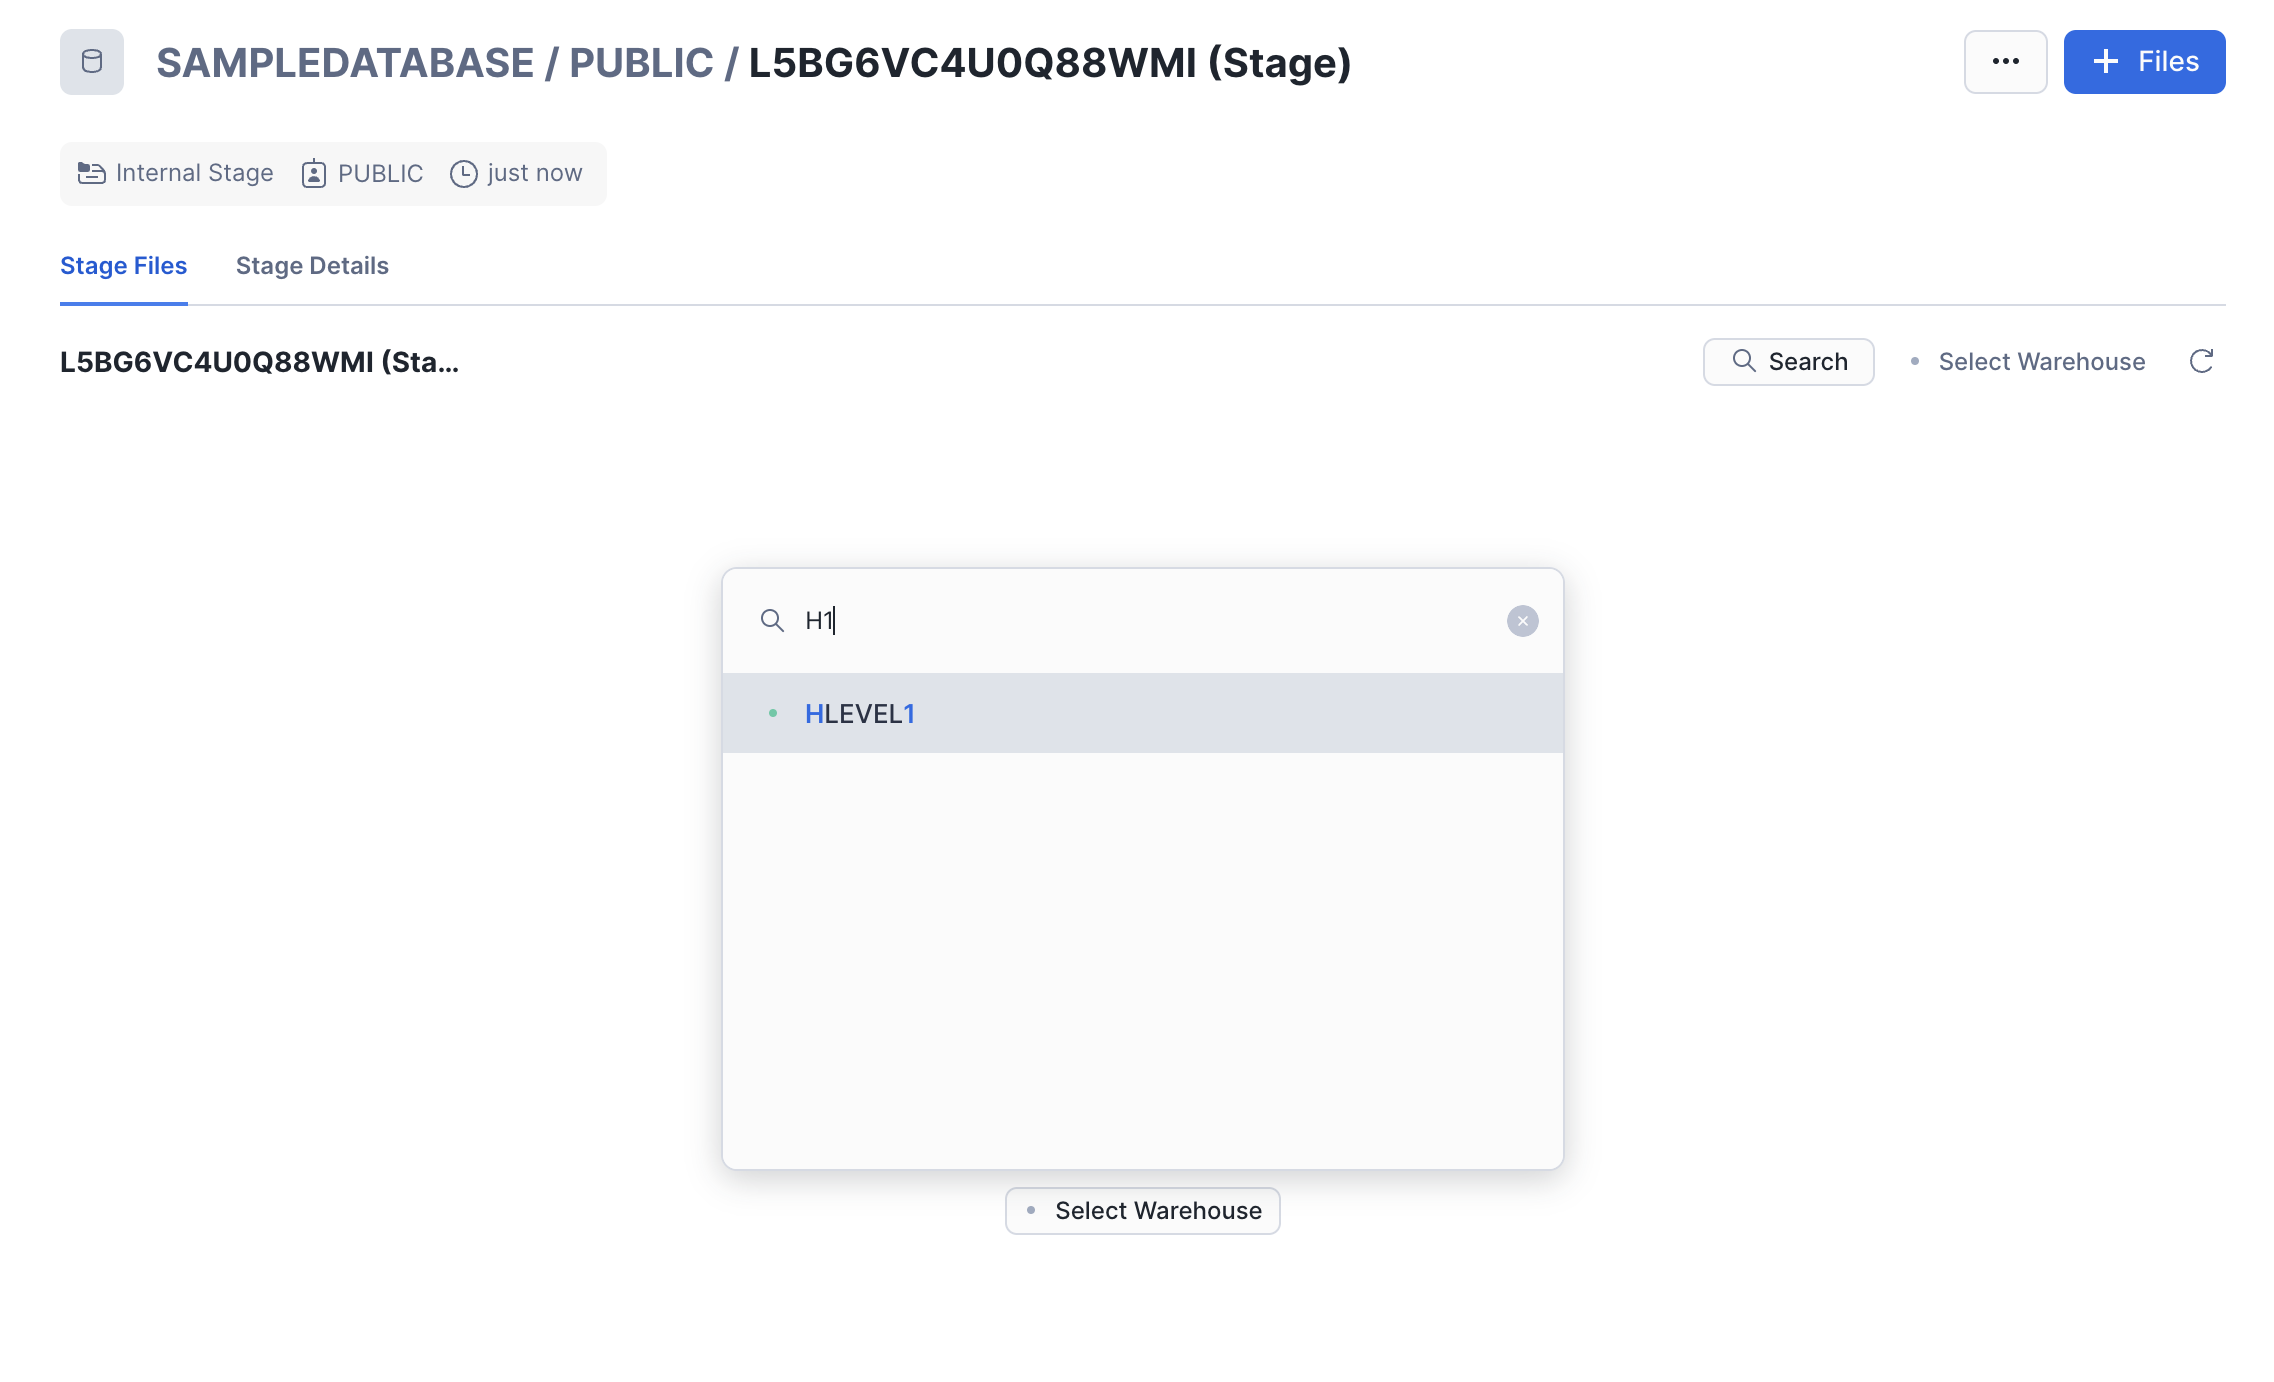 SAMPLEDATABASE / PUBLIC / L5BG6VC4U0Q88WMI (Stage)
Files
Internal Stage PUBLIC just now
Stage Files Stage Details
L5BG6VC4U0Q88WMI (Sta...
Search Select Warehouse
H1
HLEVEL1
Select Warehouse